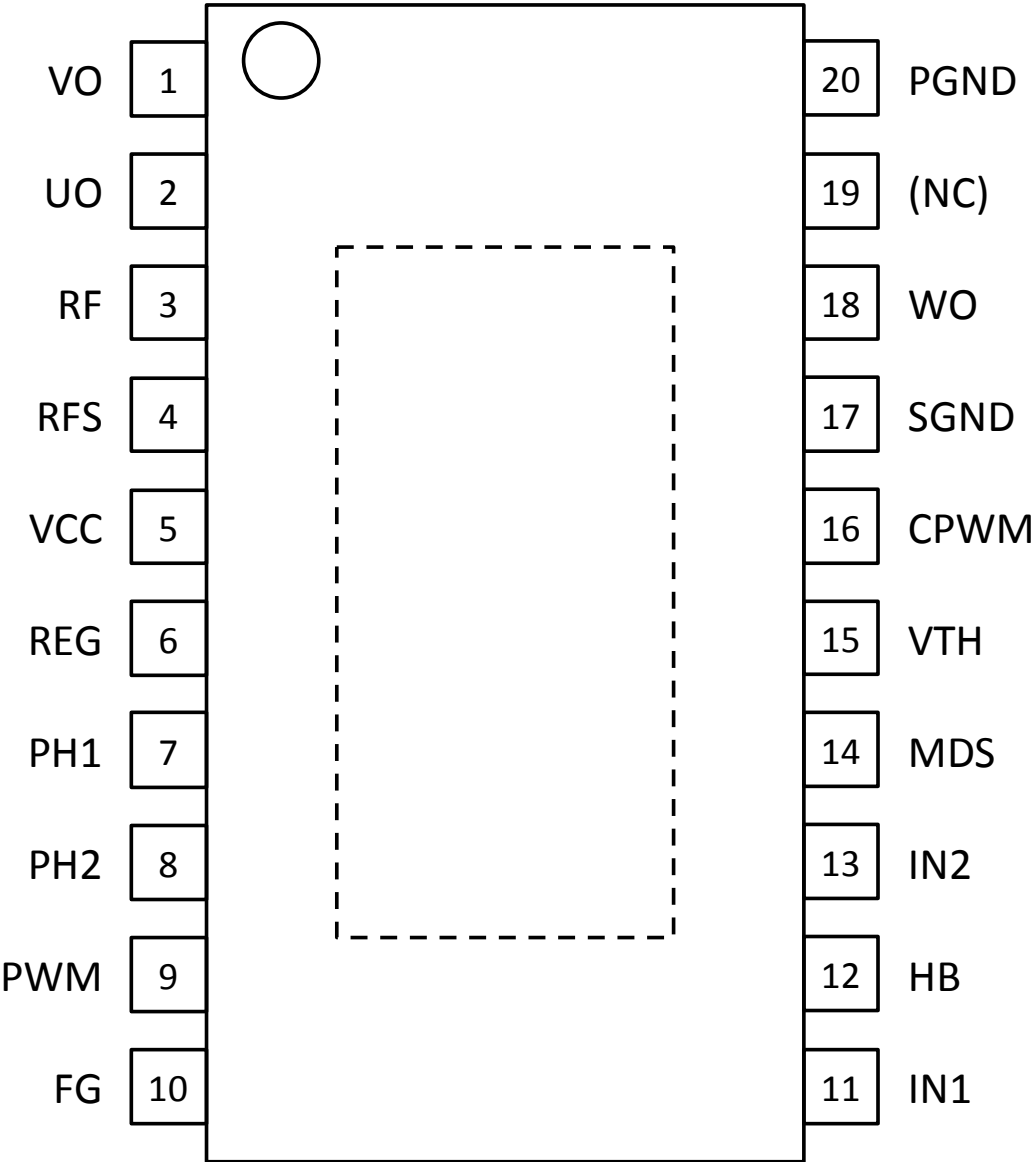 VO 1 20 PGND
UO 2 19 (NC)
RF 3 18 WO
RFS 4 17 SGND
VCC 5 16 CPWM
REG 6 15 VTH
PH1 7 14 MDS
PH2 8 13 IN2
PWM 9 12 HB
FG 10 11 IN1